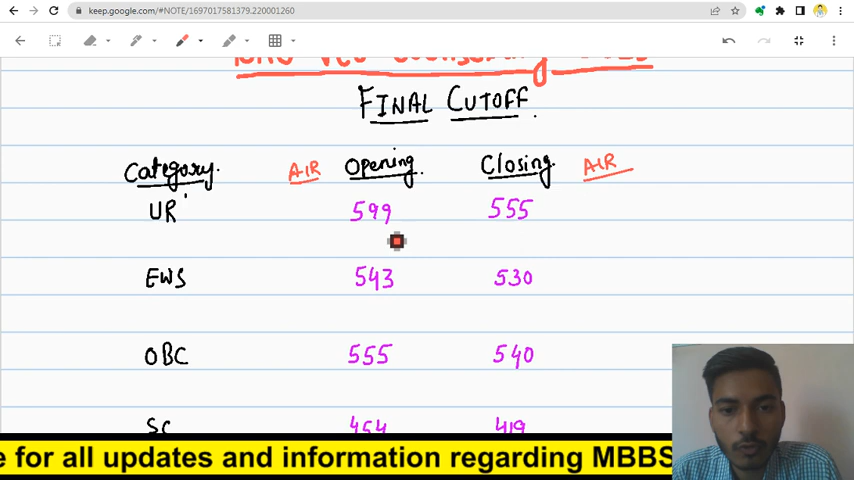 keep.google.com/#NOTE/1697017581379.220001260
FINAL CUTOFF.
Category. AIR Opening. Closing. AIR
UR 599 555
EWS 543 530
OBC 555 540
SC 454 419
e for all updates and information regarding MBBS